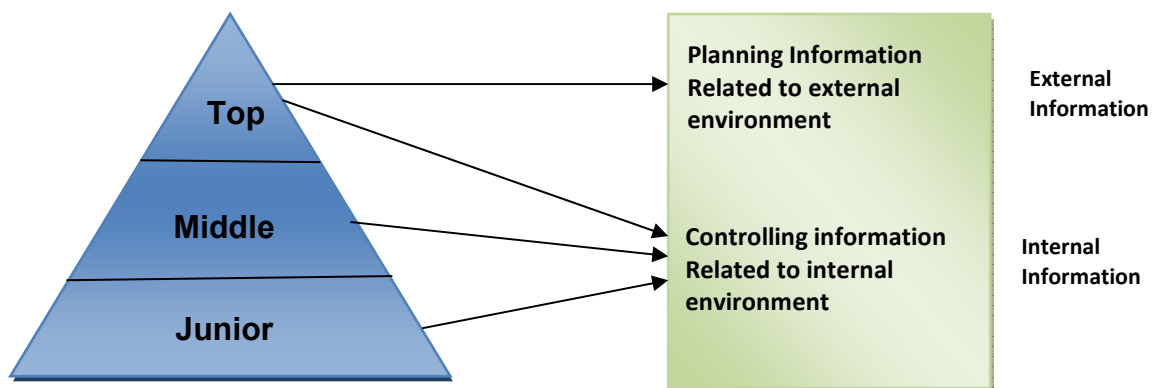 Top
Middle
Junior
Planning Information
Related to external
environment
Controlling information
Related to internal
environment
External
Information
Internal
Information